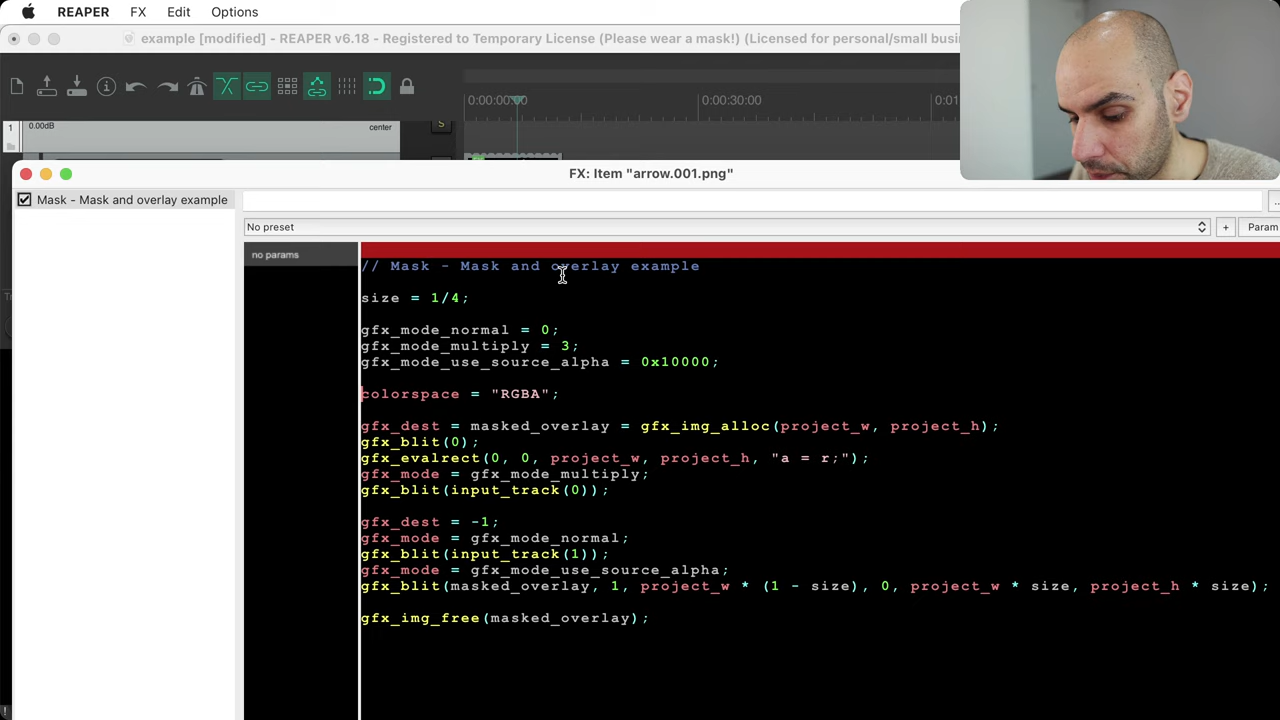 REAPER FX Edit Options
example [modified] - REAPER v6.18 - Registered to Temporary License (Please wear a mask!) (Licensed for personal/small busi
0:00:00:00 0:00:30:00 0:01
1 0.00dB center S
FX: Item "arrow.001.png"
Mask - Mask and overlay example
No preset + Param
no params
// Mask - Mask and overlay example
size = 1/4;
gfx_mode_normal = 0;
gfx_mode_multiply = 3;
gfx_mode_use_source_alpha = 0x10000;
colorspace = "RGBA";
gfx_dest = masked_overlay = gfx_img_alloc(project_w, project_h);
gfx_blit(0);
gfx_evalrect(0, 0, project_w, project_h, "a = r;");
gfx_mode = gfx_mode_multiply;
gfx_blit(input_track(0));
gfx_dest = -1;
gfx_mode = gfx_mode_normal;
gfx_blit(input_track(1));
gfx_mode = gfx_mode_use_source_alpha;
gfx_blit(masked_overlay, 1, project_w * (1 - size), 0, project_w * size, project_h * size);
gfx_img_free(masked_overlay);